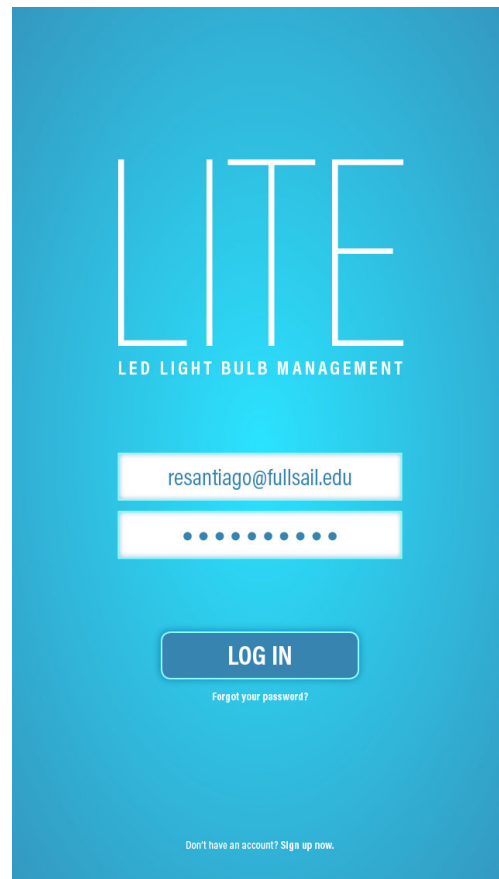 LITE
LED LIGHT BULB MANAGEMENT
resantiago@fullsail.edu
●●●●●●●●●●
LOG IN
Forgot your password?
Don't have an account? Sign up now.